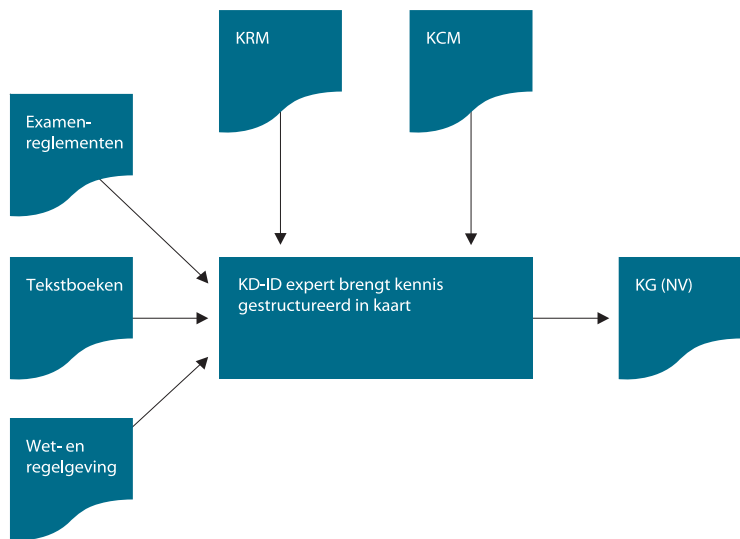 KRM
KCM
Examen-
reglementen
Tekstboeken
KD-ID expert brengt kennis
gestructureerd in kaart
KG (NV)
Wet- en
regelgeving